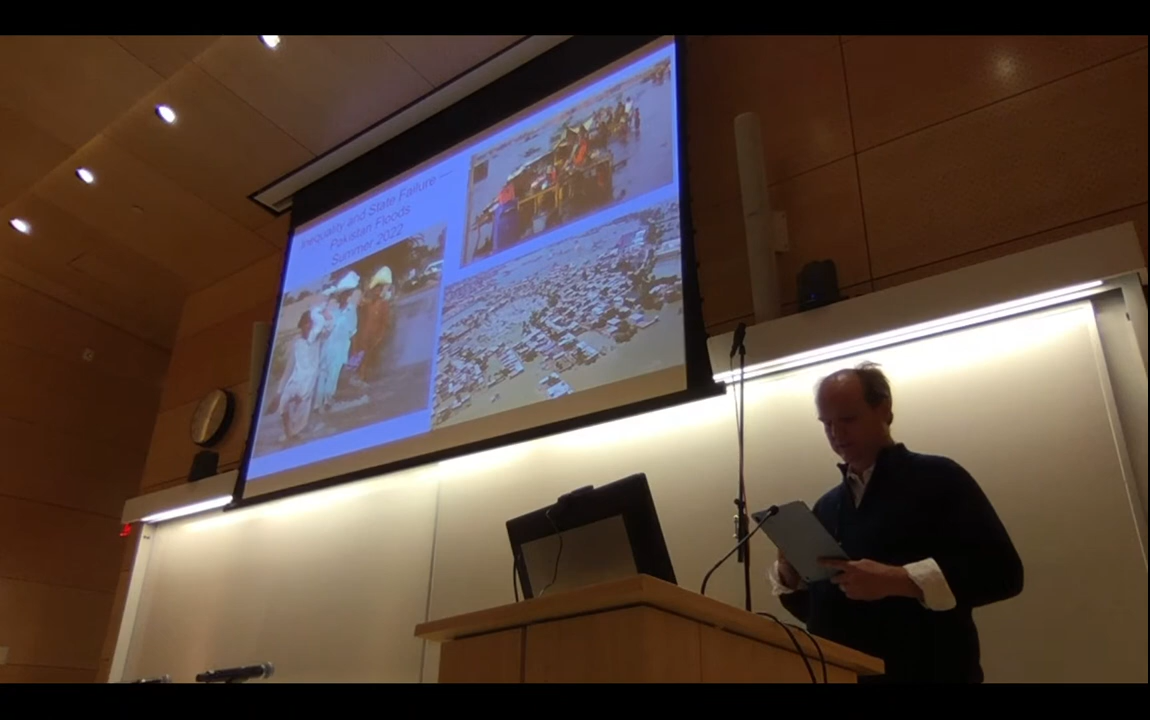 Inequality and State Failure —
Pakistan Floods
Summer 2022